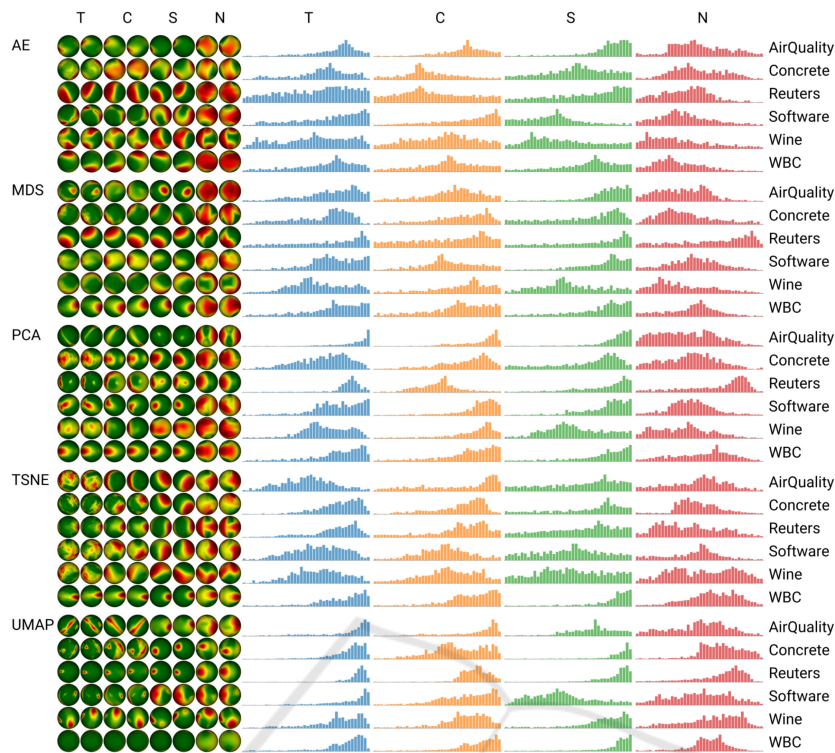 T C S N T C S N
AE AirQuality
Concrete
Reuters
Software
Wine
WBC
MDS AirQuality
Concrete
Reuters
Software
Wine
WBC
PCA AirQuality
Concrete
Reuters
Software
Wine
WBC
TSNE AirQuality
Concrete
Reuters
Software
Wine
WBC
UMAP AirQuality
Concrete
Reuters
Software
Wine
WBC